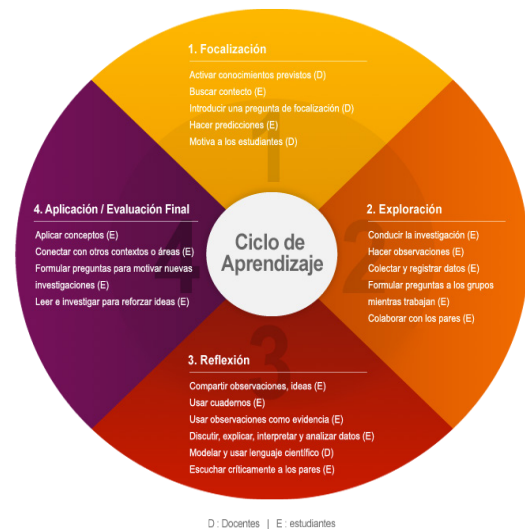 1. Focalización
Activar conocimientos previstos (D)
Buscar contecto (E)
Introducir una pregunta de focalización (D)
Hacer predicciones (E)
Motiva a los estudiantes (D)
1
2. Exploración
Conducir la investigación (E)
Hacer observaciones (E)
Colectar y registrar datos (E)
Formular preguntas a los grupos
mientras trabajan (E)
Colaborar con los pares (E)
2
3. Reflexión
Compartir observaciones, ideas (E)
Usar cuadernos (E)
Usar observaciones como evidencia (E)
Discutir, explicar, interpretar y analizar datos (E)
Modelar y usar lenguaje científico (D)
Escuchar críticamente a los pares (E)
3
4. Aplicación / Evaluación Final
Aplicar conceptos (E)
Conectar con otros contextos o áreas (E)
Formular preguntas para motivar nuevas
investigaciones (E)
Leer e investigar para reforzar ideas (E)
4
Ciclo de
Aprendizaje
D : Docentes | E : estudiantes